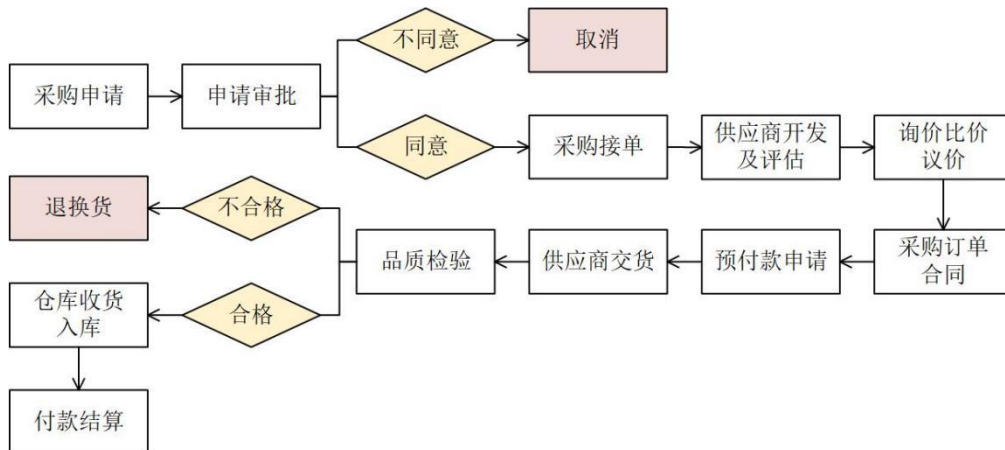 不同意
取消
采购申请
申请审批
同意
采购接单
供应商开发
及评估
询价比价
议价
退换货
不合格
品质检验
供应商交货
预付款申请
采购订单
合同
仓库收货
入库
合格
付款结算